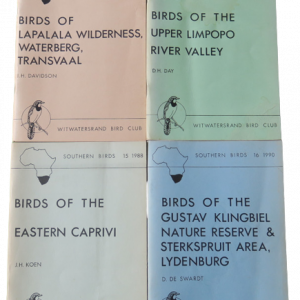 BIRDS OF
LAPALALA WILDERNESS,
WATERBERG,
TRANSVAAL
J.H. DAVIDSON
WITWATERSRAND BIRD CLUB
BIRDS OF THE
UPPER LIMPOPO
RIVER VALLEY
B.H. DAY
WITWATERSRAND BIRD CLUB
SOUTHERN BIRDS 15 1988
BIRDS OF THE
EASTERN CAPRIVI
J.H. KOEN
SOUTHERN BIRDS 16 1990
BIRDS OF THE
GUSTAV KLINGBIEL
NATURE RESERVE &
STERKSPRUIT AREA,
LYDENBURG
D. DE SWARDT